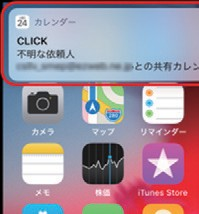 24 カレンダー
CLICK
不明な依頼人
との共有カレン
カメラ マップ リマインダー
メモ 株価 iTunes Store